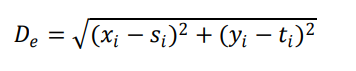 D_e = √((x_i − s_i)² + (y_i − t_i)²)